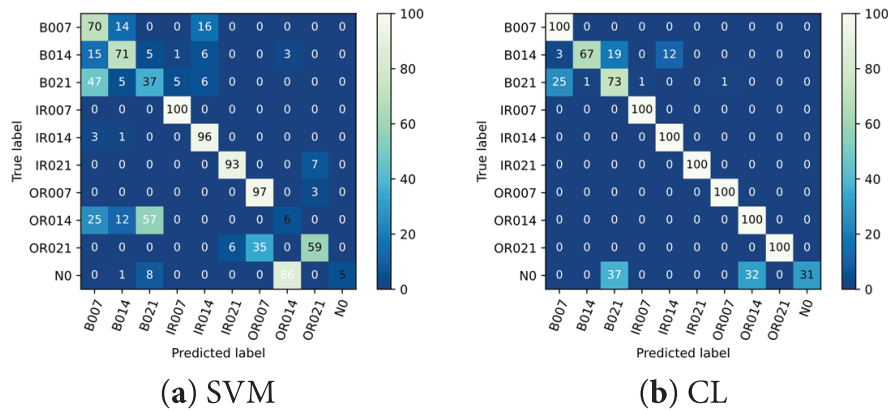 B007 70 14 0 0 16 0 0 0 0 0
B014 15 71 5 1 6 0 0 3 0 0
B021 47 5 37 5 6 0 0 0 0 0
IR007 0 0 0 100 0 0 0 0 0 0
IR014 3 1 0 0 96 0 0 0 0 0
IR021 0 0 0 0 0 93 0 0 7 0
OR007 0 0 0 0 0 0 97 0 3 0
OR014 25 12 57 0 0 0 0 6 0 0
OR021 0 0 0 0 0 6 35 0 59 0
N0 0 1 8 0 0 0 0 86 0 5
True label
B007 B014 B021 IR007 IR014 IR021 OR007 OR014 OR021 N0
Predicted label
100
80
60
40
20
0
(a) SVM
B007 100 0 0 0 0 0 0 0 0 0
B014 3 67 19 0 12 0 0 0 0 0
B021 25 1 73 1 0 0 1 0 0 0
IR007 0 0 0 100 0 0 0 0 0 0
IR014 0 0 0 0 100 0 0 0 0 0
IR021 0 0 0 0 0 100 0 0 0 0
OR007 0 0 0 0 0 0 100 0 0 0
OR014 0 0 0 0 0 0 0 100 0 0
OR021 0 0 0 0 0 0 0 0 100 0
N0 0 0 37 0 0 0 0 32 0 31
True label
B007 B014 B021 IR007 IR014 IR021 OR007 OR014 OR021 N0
Predicted label
100
80
60
40
20
0
(b) CL